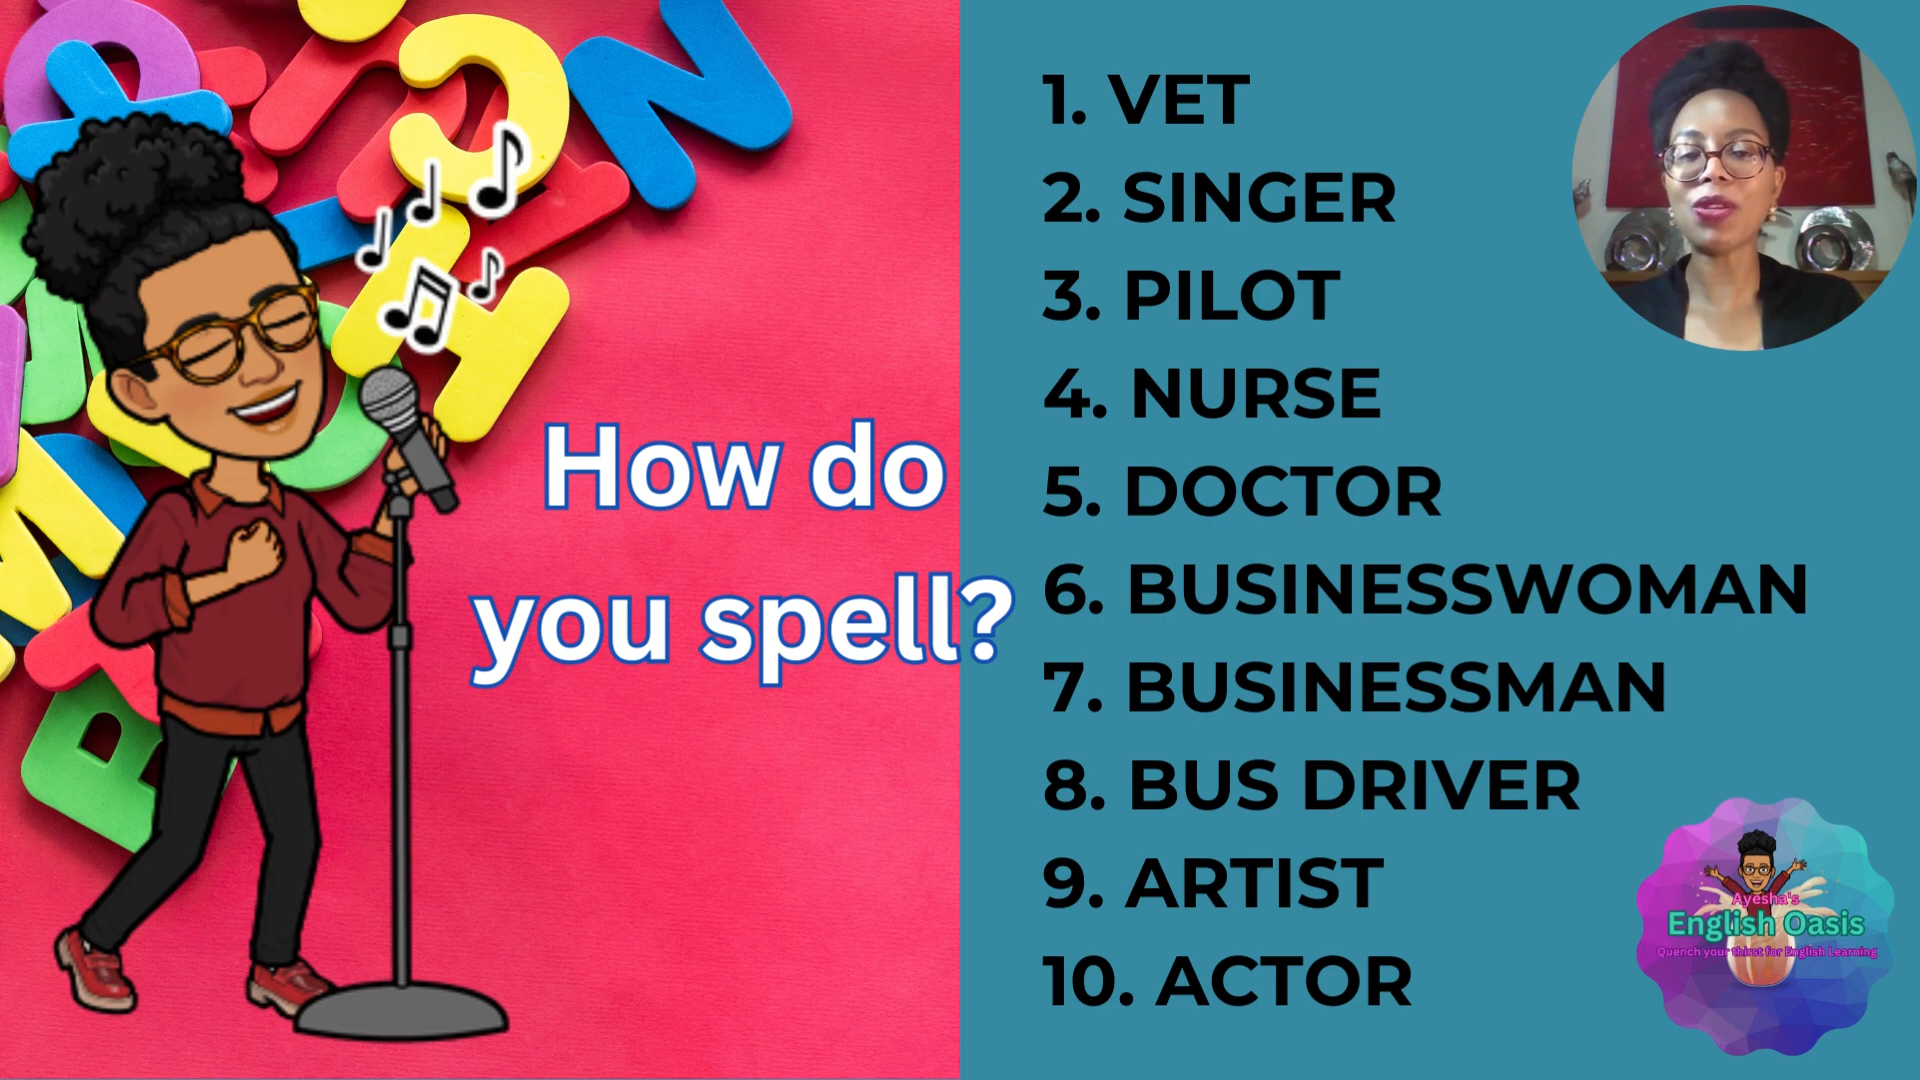 How do
you spell?
1. VET
2. SINGER
3. PILOT
4. NURSE
5. DOCTOR
6. BUSINESSWOMAN
7. BUSINESSMAN
8. BUS DRIVER
9. ARTIST
10. ACTOR
Ayesha's
English Oasis
Quench your thirst for English Learning